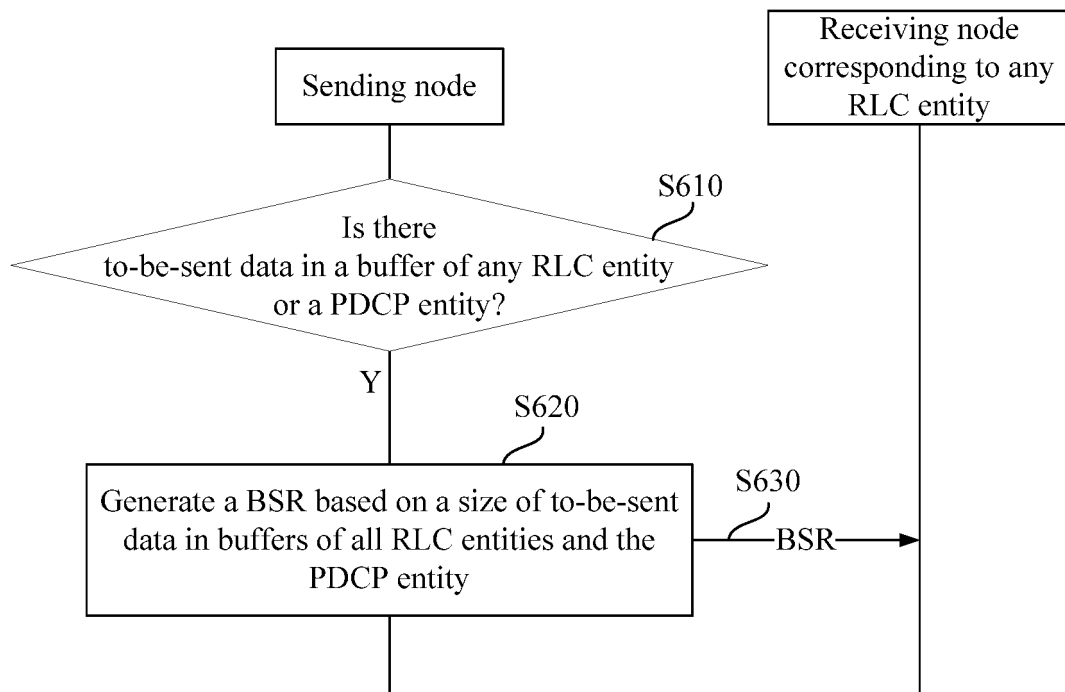 Sending node
Receiving node
corresponding to any
RLC entity
S610
Is there
to-be-sent data in a buffer of any RLC entity
or a PDCP entity?
Y
S620
Generate a BSR based on a size of to-be-sent
data in buffers of all RLC entities and the
PDCP entity
S630
BSR